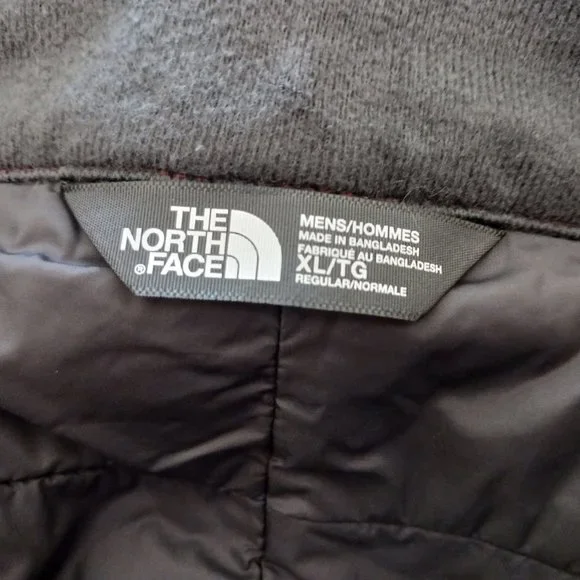 THE
NORTH
®FACE
MENS/HOMMES
MADE IN BANGLADESH
FABRIQUÉ AU BANGLADESH
XL/TG
REGULAR/NORMALE